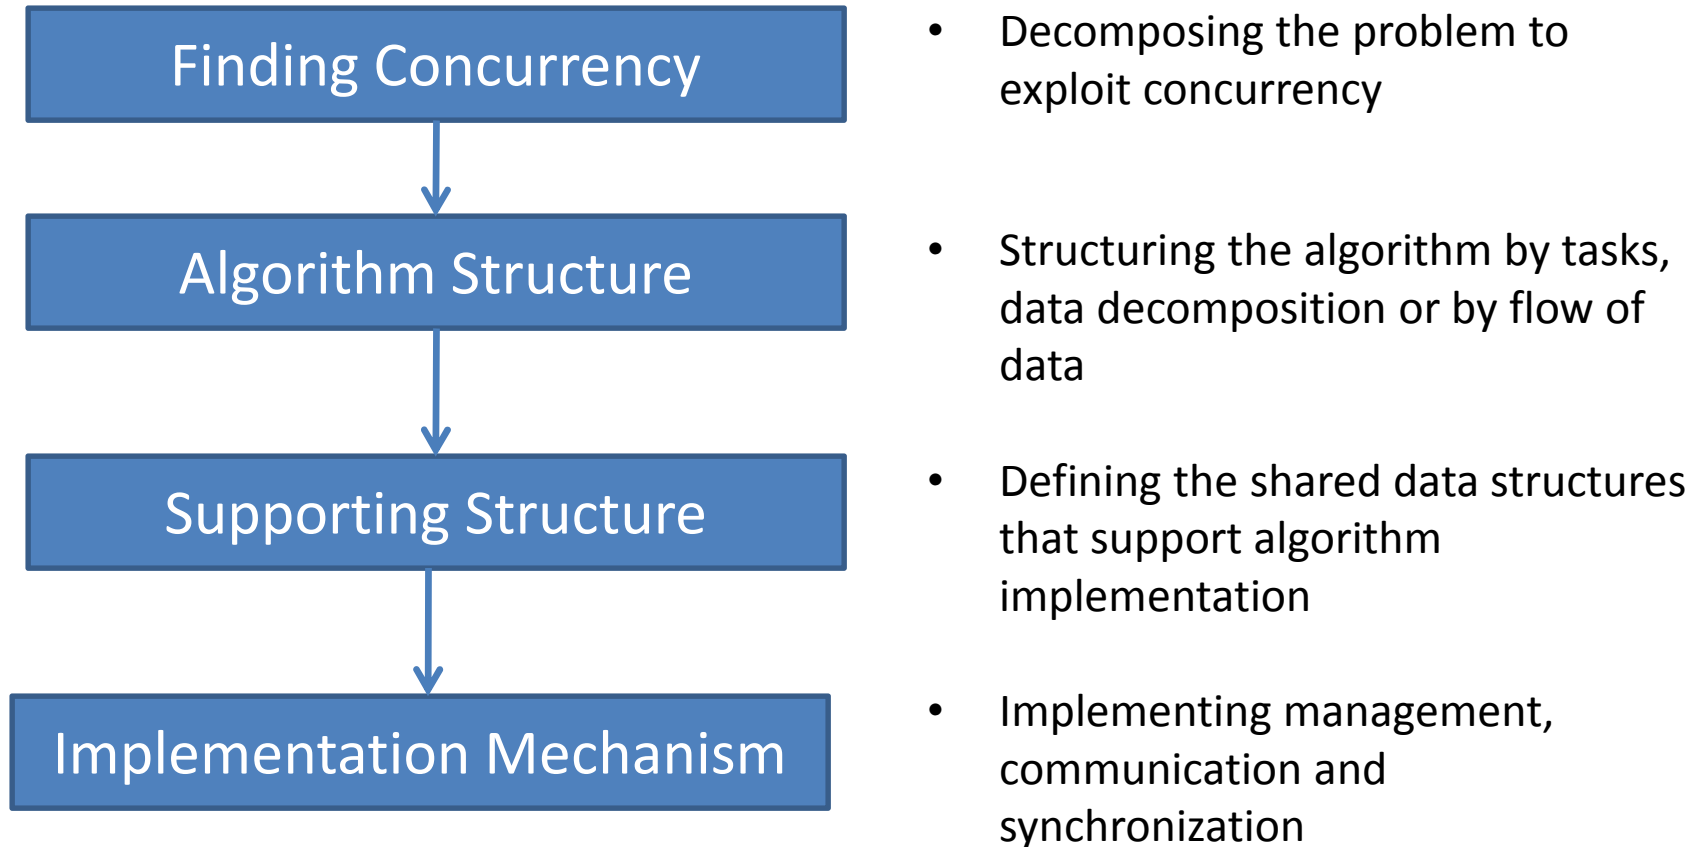 Finding Concurrency
• Decomposing the problem to
exploit concurrency
Algorithm Structure
• Structuring the algorithm by tasks,
data decomposition or by flow of
data
Supporting Structure
• Defining the shared data structures
that support algorithm
implementation
Implementation Mechanism
• Implementing management,
communication and
synchronization